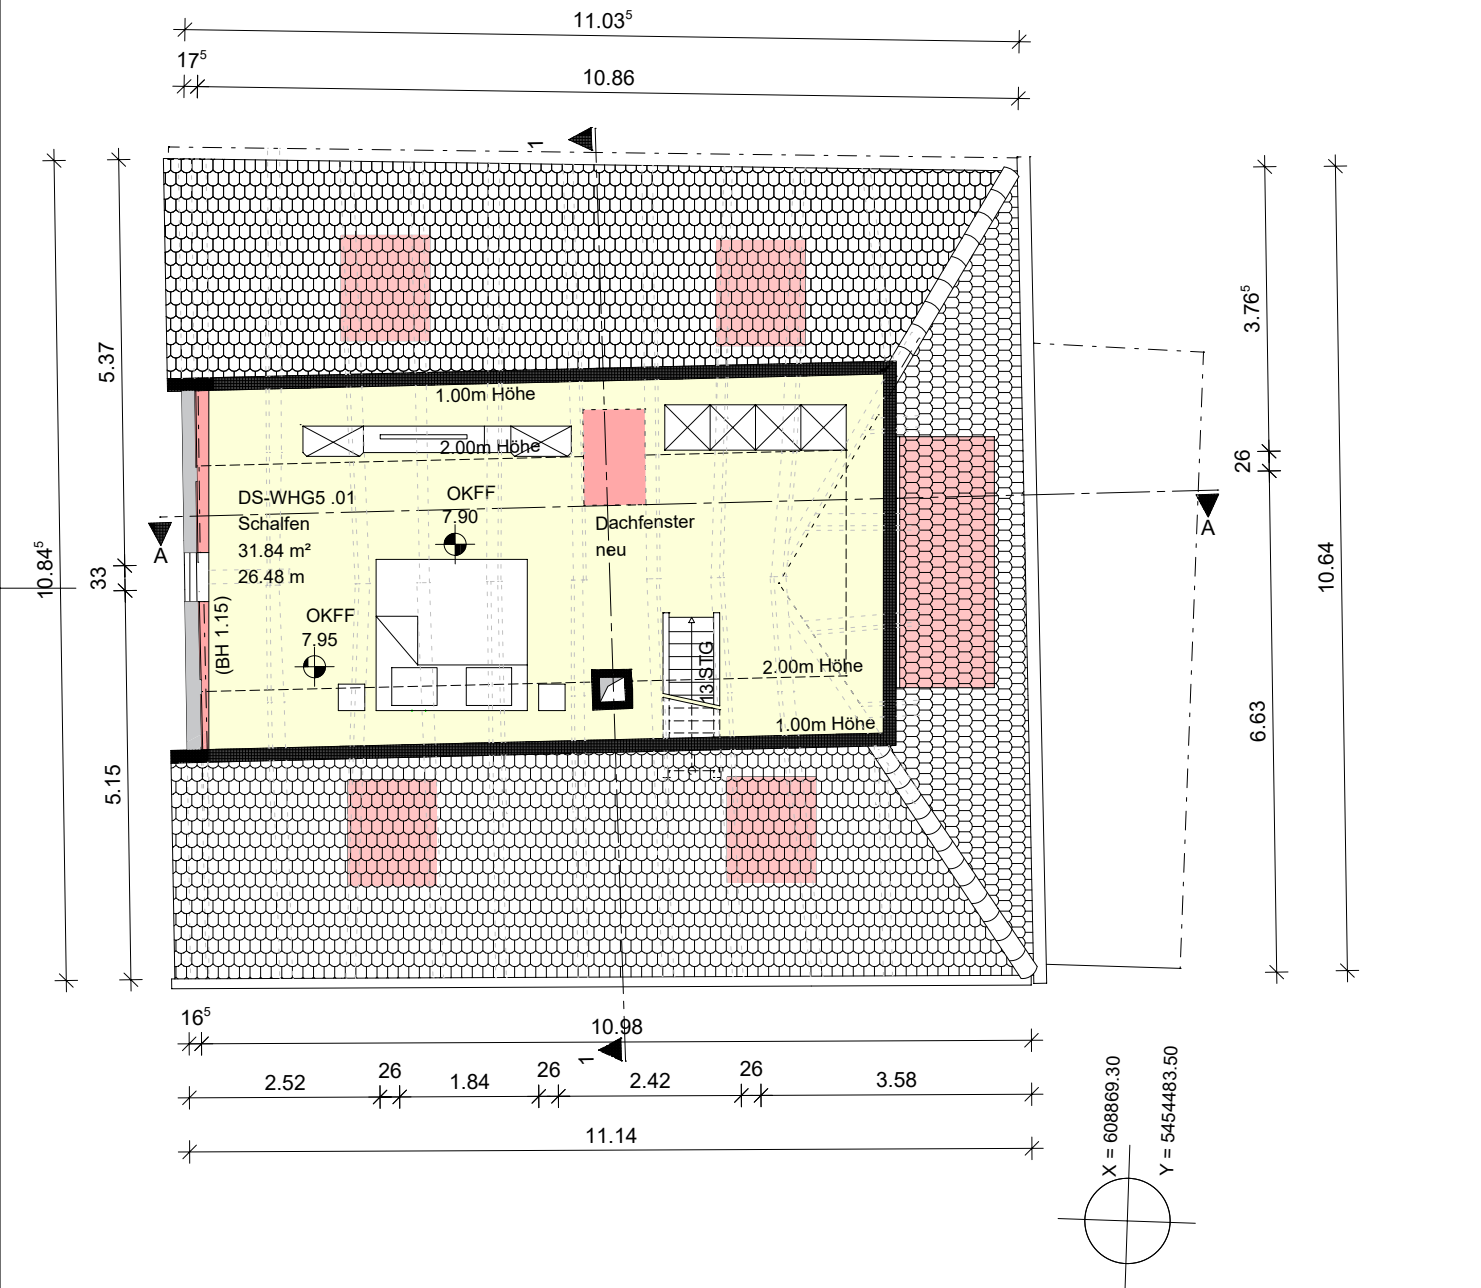 11.03⁵
17⁵
10.86
1
1.00m Höhe
2.00m Höhe
DS-WHG5 .01
Schalfen
31.84 m²
26.48 m
OKFF
7.90
Dachfenster
neu
A
A
OKFF
7.95
(BH 1.15)
13 STG
2.00m Höhe
1.00m Höhe
10.84⁵
5.37
33
5.15
3.76⁵
26
6.63
10.64
16⁵
10.98
1
2.52
26
1.84
26
2.42
26
3.58
11.14
X = 608869.30
Y = 5454483.50